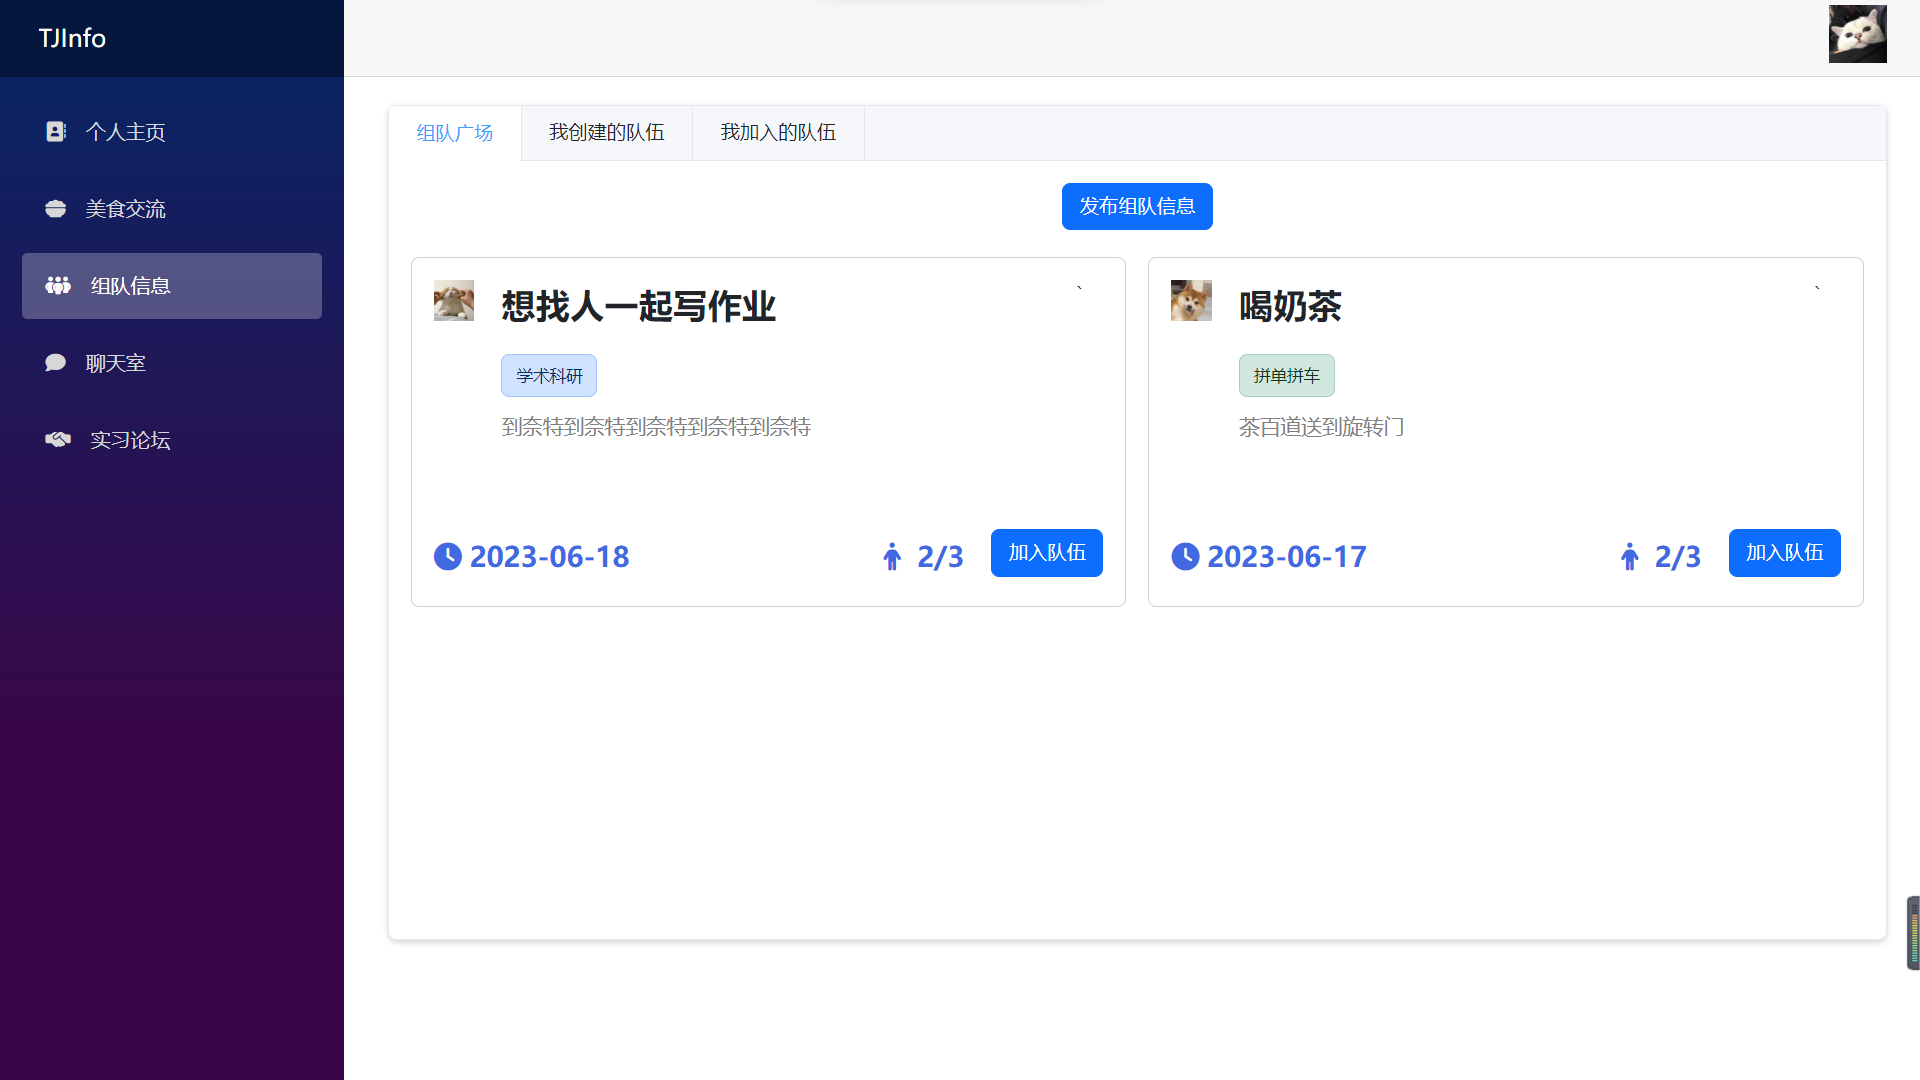 TJInfo
个人主页
美食交流
组队信息
聊天室
实习论坛
组队广场
我创建的队伍
我加入的队伍
发布组队信息
想找人一起写作业
`
学术科研
到奈特到奈特到奈特到奈特到奈特
2023-06-18
2/3
加入队伍
喝奶茶
`
拼单拼车
茶百道送到旋转门
2023-06-17
2/3
加入队伍